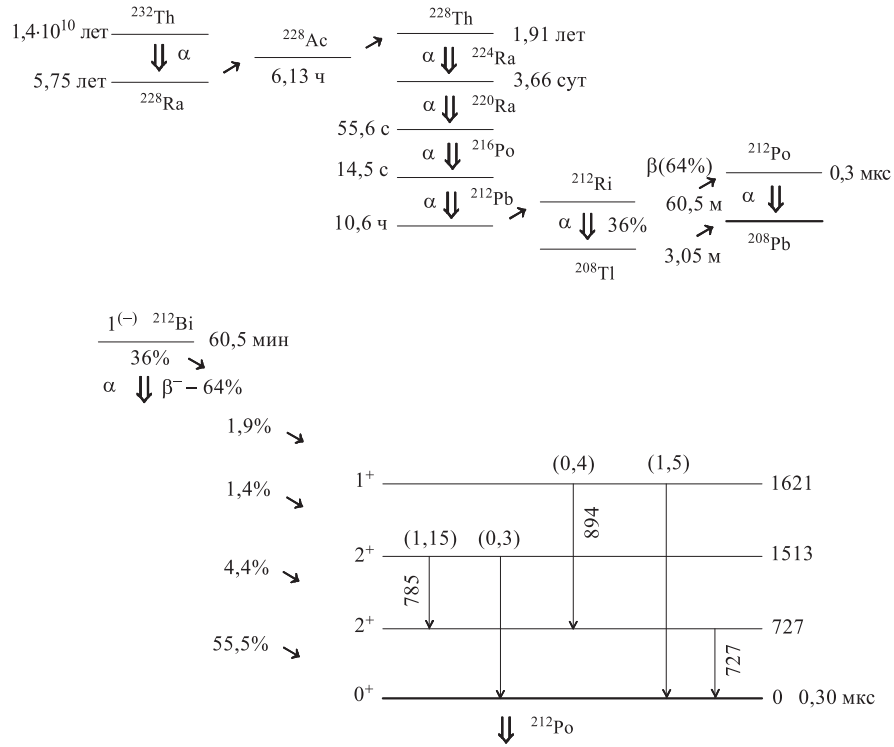 ²³²Th
1,4·10¹⁰ лет
α
5,75 лет
²²⁸Ra
²²⁸Ac
6,13 ч
²²⁸Th
1,91 лет
α ²²⁴Ra
3,66 сут
α ²²⁰Ra
55,6 с
α ²¹⁶Po
14,5 с
α ²¹²Pb
10,6 ч
²¹²Ri
α 36%
²⁰⁸Tl
β(64%)
60,5 м
3,05 м
²¹²Po
0,3 мкс
α
²⁰⁸Pb
1⁽⁻⁾ ²¹²Bi
60,5 мин
36%
α β⁻ – 64%
1,9%
1,4%
4,4%
55,5%
(0,4) (1,5)
1⁺ 1621
894
(1,15) (0,3)
2⁺ 1513
785
2⁺ 727
727
0⁺ 0 0,30 мкс
²¹²Po